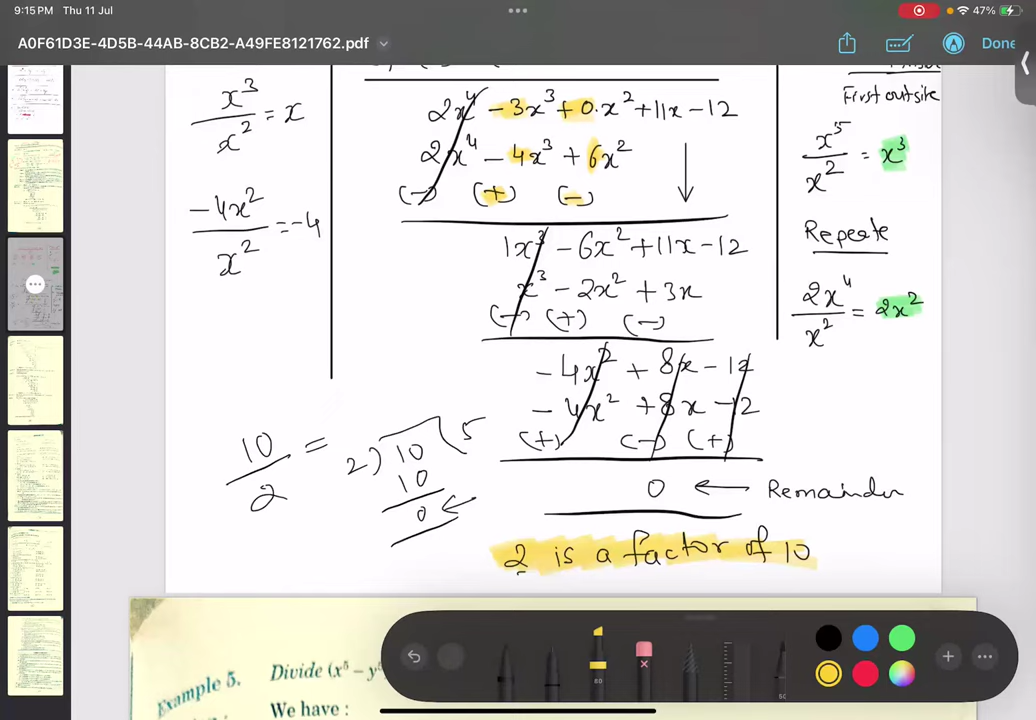 9:15 PM Thu 11 Jul
47%
A0F61D3E-4D5B-44AB-8CB2-A49FE8121762.pdf
Done
x³/x² = x
-4x²/x² = -4
2x⁴ - 3x³ + 0·x² + 11x - 12
2x⁴ - 4x³ + 6x²
(-) (+) (-)
1x³ - 6x² + 11x - 12
x³ - 2x² + 3x
(-) (+) (-)
- 4x² + 8x - 12
- 4x² + 8x - 12
(+) (-) (+)
0 ← Remainder
10/2 =
2) 10 (5
10
0 ←
2 is a factor of 10
First outsite
x⁵/x² = x³
Repeate
2x⁴/x² = 2x²
Example 5.
Divide (x⁵ – y⁵
We have :
80
50